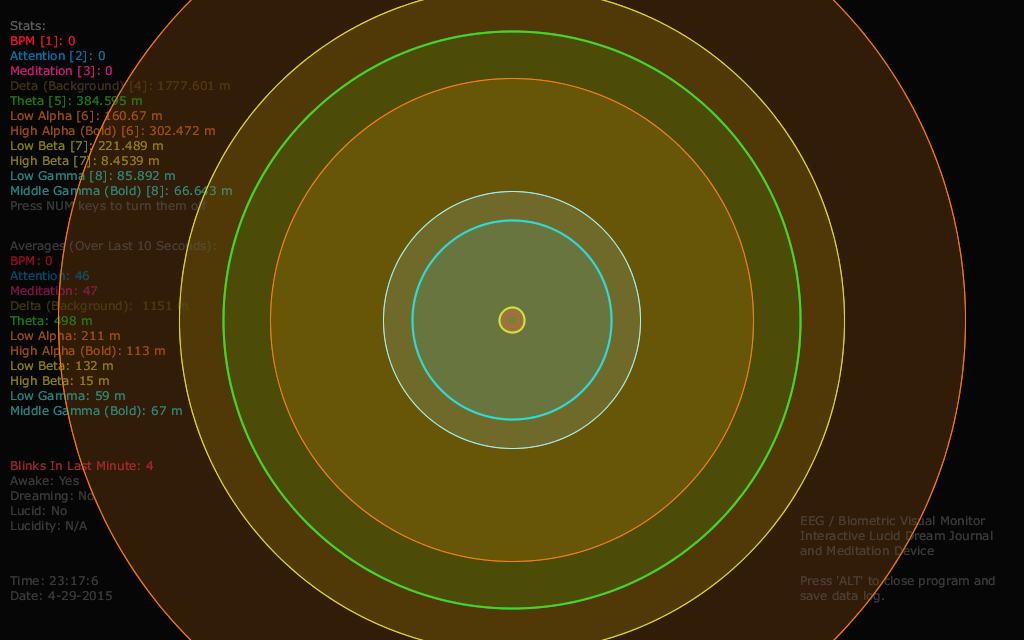 Stats:
BPM [1]: 0
Attention [2]: 0
Meditation [3]: 0
Deta (Background) [4]: 1777.601 m
Theta [5]: 384.595 m
Low Alpha [6]: 160.67 m
High Alpha (Bold) [6]: 302.472 m
Low Beta [7]: 221.489 m
High Beta [7]: 8.4539 m
Low Gamma [8]: 85.892 m
Middle Gamma (Bold) [8]: 66.643 m
Press NUM keys to turn them off
Averages (Over Last 10 Seconds):
BPM: 0
Attention: 46
Meditation: 47
Delta (Background): 1151 m
Theta: 498 m
Low Alpha: 211 m
High Alpha (Bold): 113 m
Low Beta: 132 m
High Beta: 15 m
Low Gamma: 59 m
Middle Gamma (Bold): 67 m
Blinks In Last Minute: 4
Awake: Yes
Dreaming: No
Lucid: No
Lucidity: N/A
Time: 23:17:6
Date: 4-29-2015
EEG / Biometric Visual Monitor
Interactive Lucid Dream Journal
and Meditation Device
Press 'ALT' to close program and
save data log.